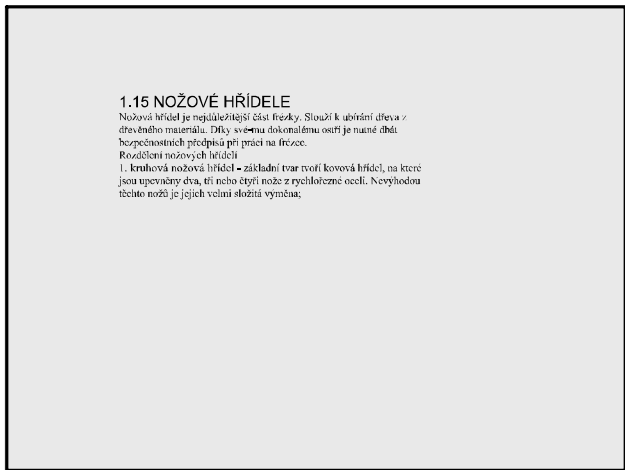 1.15 NOŽOVÉ HŘÍDELE
Nožová hřídel je nejdůležitější část frézky. Slouží k ubírání dřeva z
dřevěného materiálu. Díky své-mu dokonalému ostří je nutné dbát
bezpečnostních předpisů při práci na frézce.
Rozdělení nožových hřídelí
1. kruhová nožová hřídel - základní tvar tvoří kovová hřídel, na které
jsou upevněny dva, tři nebo čtyři nože z rychlořezné oceli. Nevýhodou
těchto nožů je jejich velmi složitá výměna;